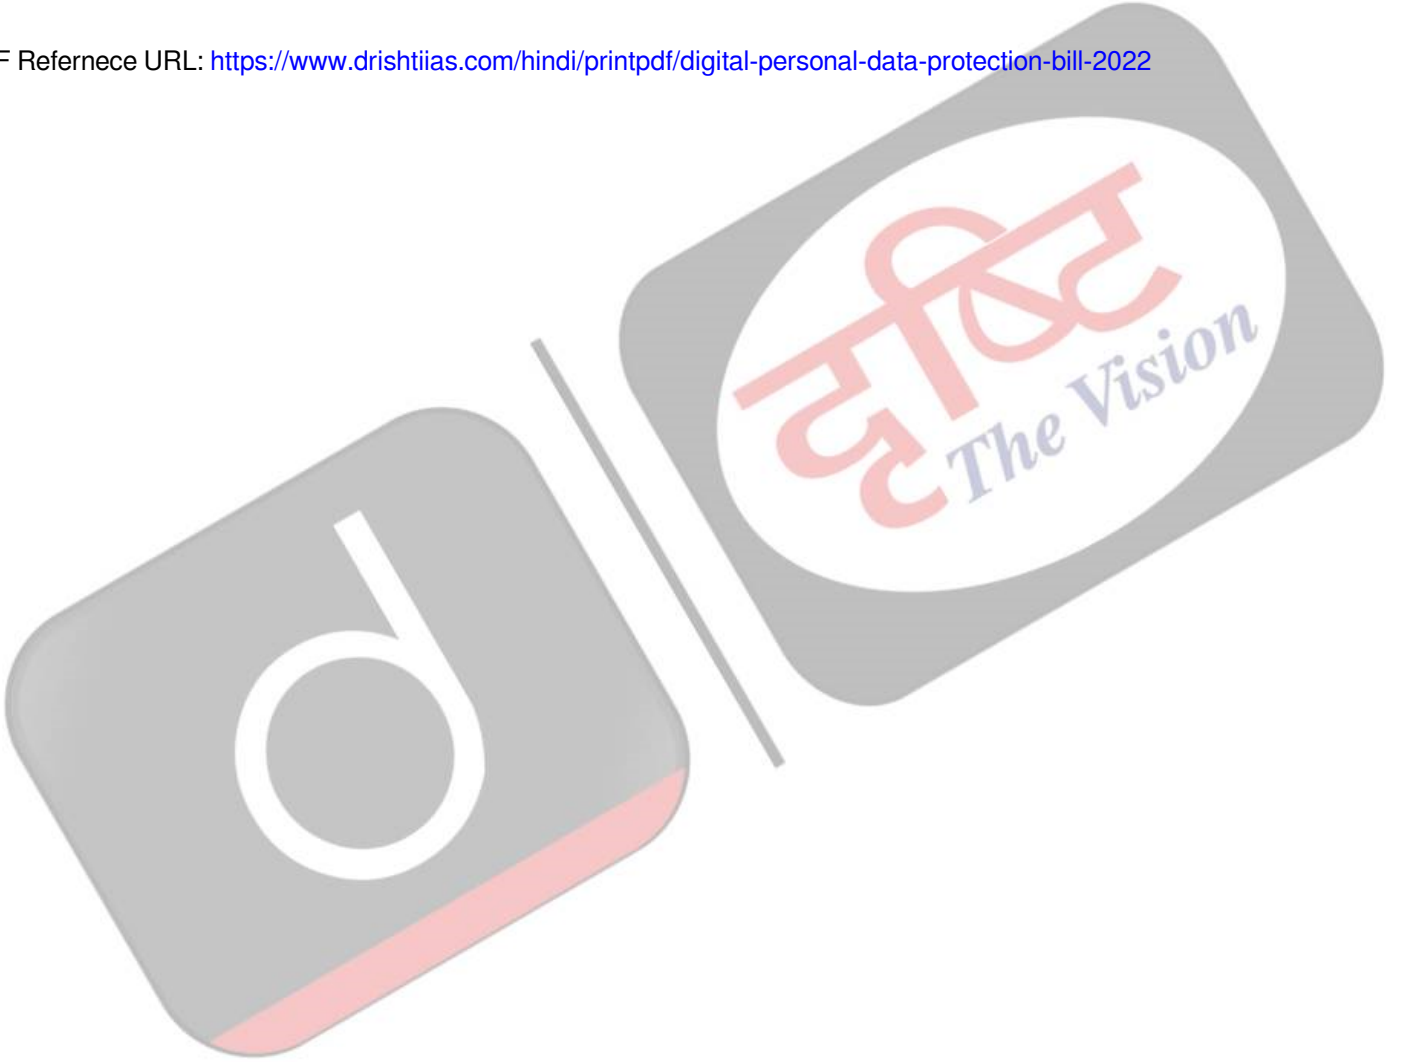 F Refernece URL: https://www.drishtiias.com/hindi/printpdf/digital-personal-data-protection-bill-2022
दृष्टि
The Vision
d